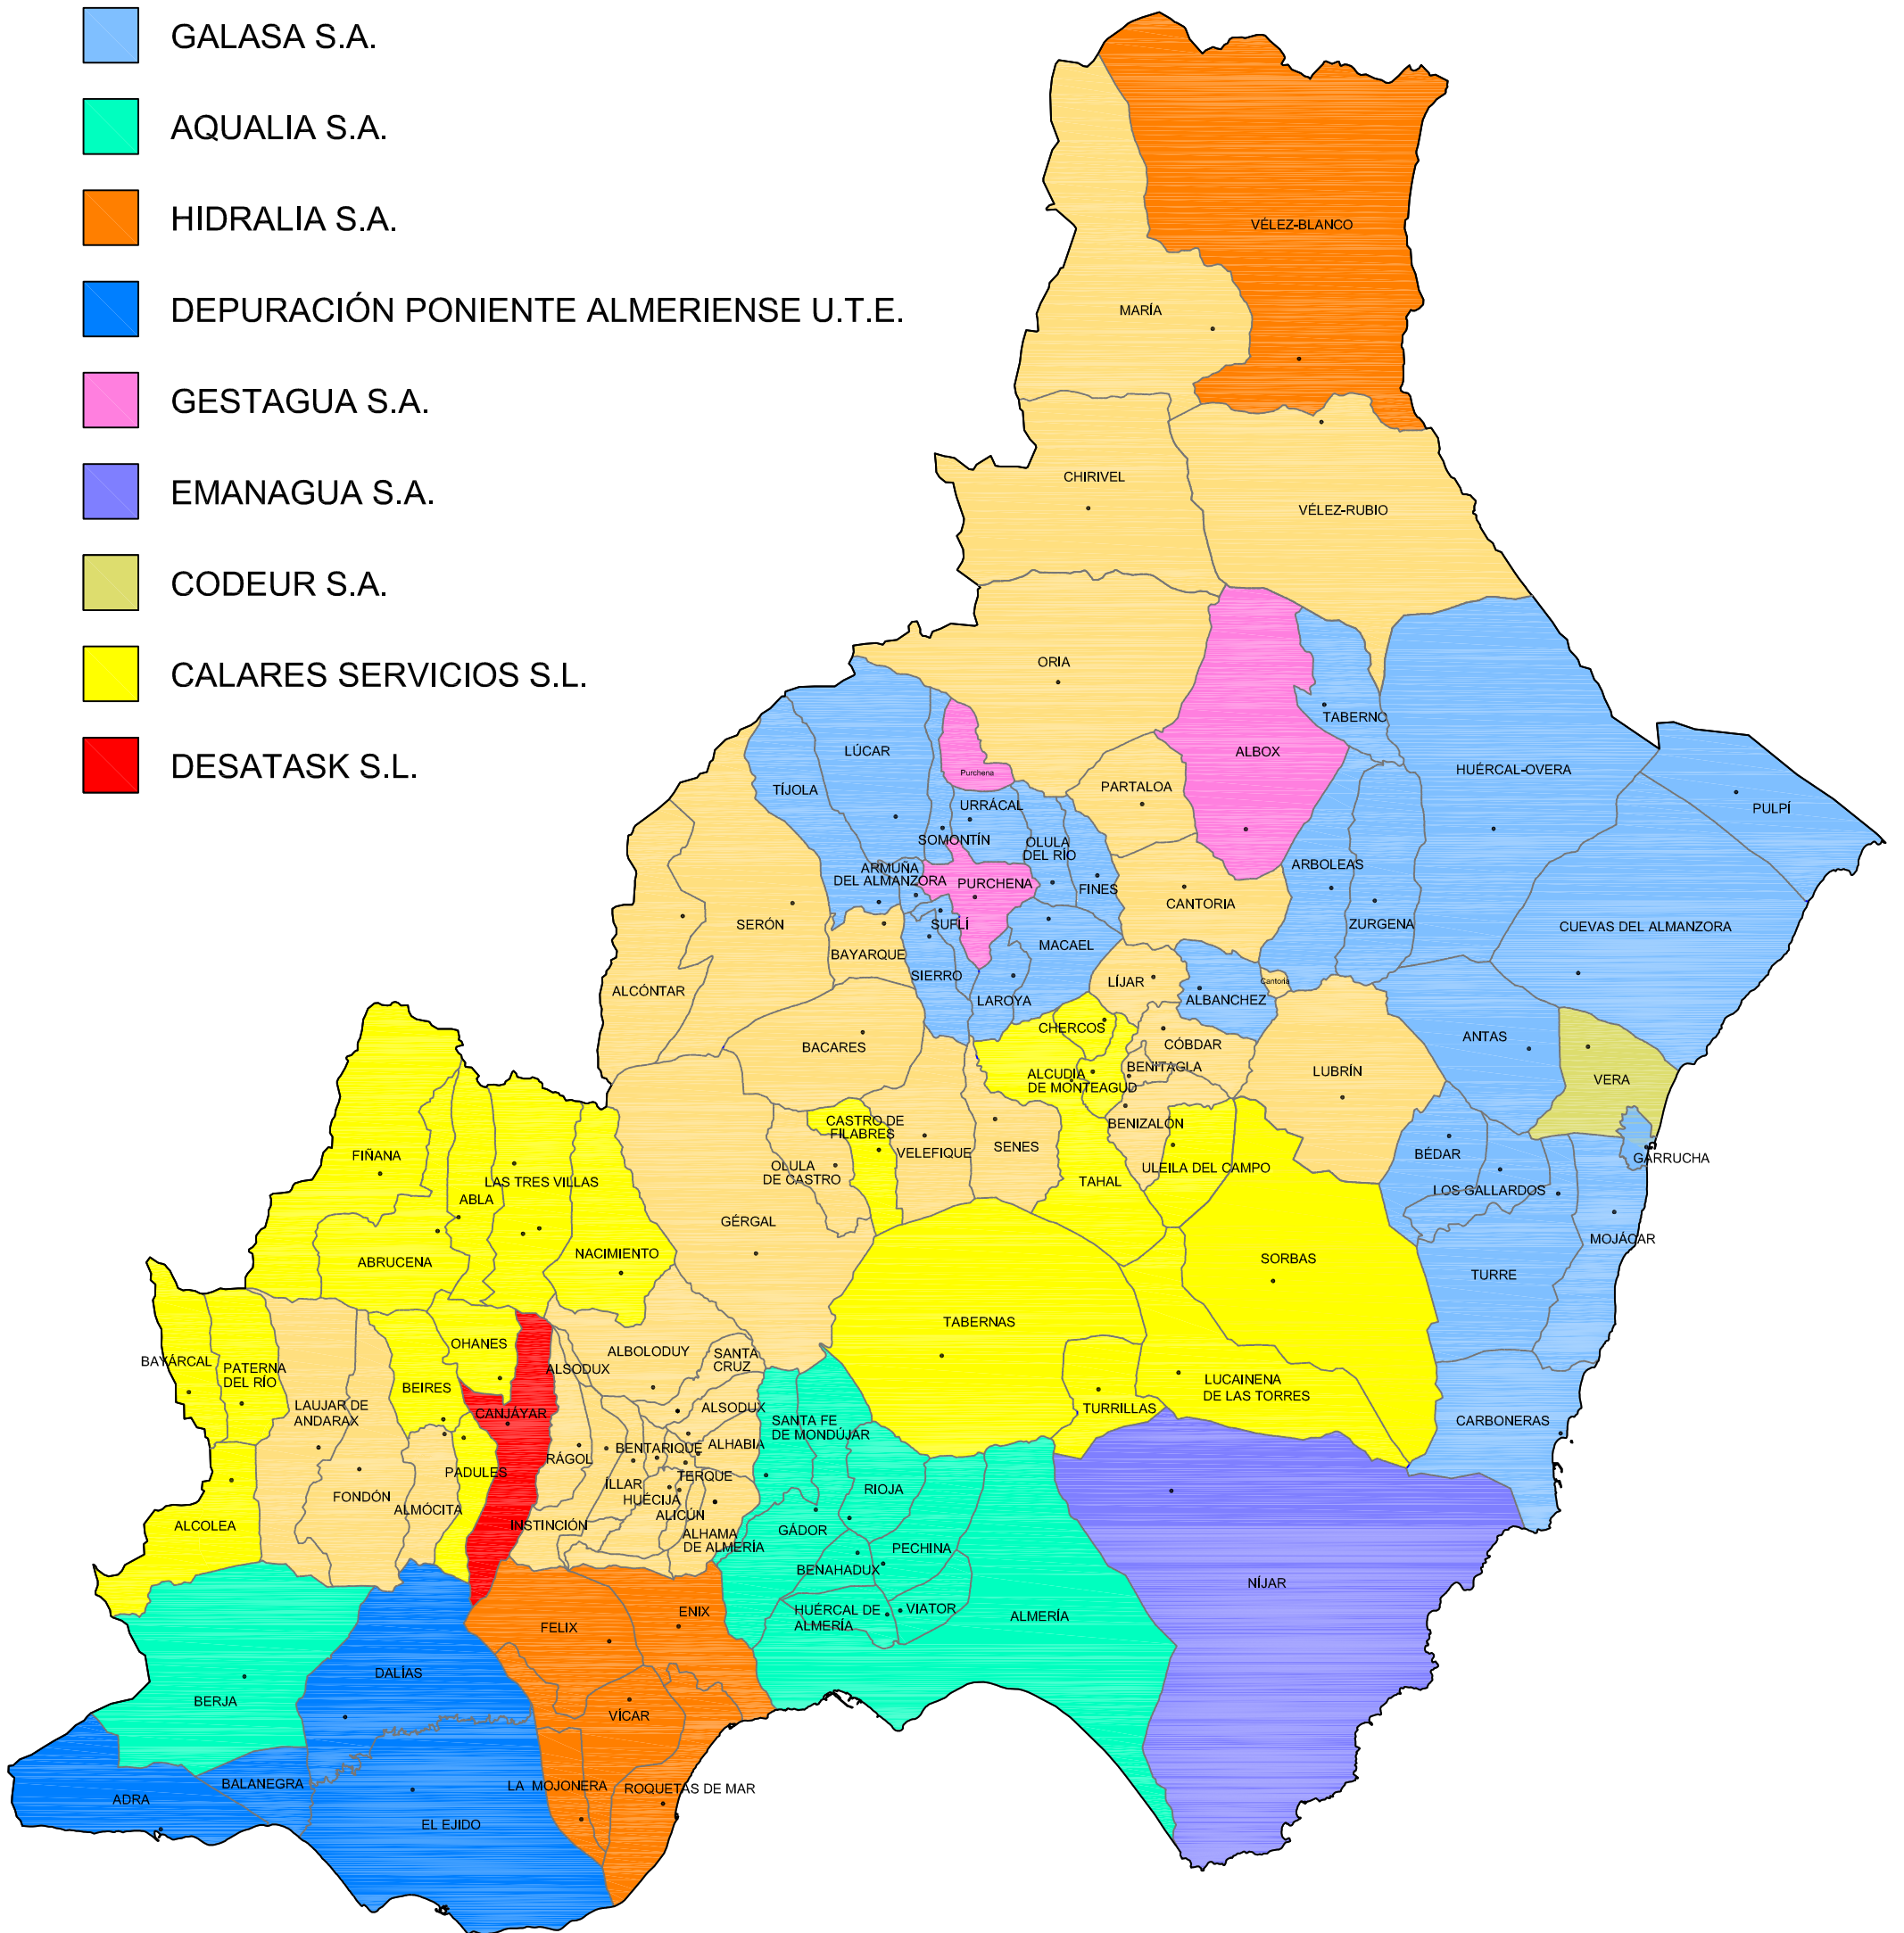 GALASA S.A.
AQUALIA S.A.
HIDRALIA S.A.
DEPURACIÓN PONIENTE ALMERIENSE U.T.E.
GESTAGUA S.A.
EMANAGUA S.A.
CODEUR S.A.
CALARES SERVICIOS S.L.
DESATASK S.L.
VÉLEZ-BLANCO
MARÍA
CHIRIVEL
VÉLEZ-RUBIO
ORIA
TABERNO
LÚCAR
ALBOX
HUÉRCAL-OVERA
Purchena
TÍJOLA
PARTALOA
URRÁCAL
PULPÍ
SOMONTÍN
OLULA
DEL RÍO
ARMUÑA
DEL ALMANZORA
PURCHENA
FINES
ARBOLEAS
CANTORIA
SERÓN
SUFLÍ
ZURGENA
CUEVAS DEL ALMANZORA
BAYARQUE
MACAEL
SIERRO
LÍJAR
Cantoria
ALCÓNTAR
LAROYA
ALBANCHEZ
CHERCOS
ANTAS
BACARES
CÓBDAR
BENITAGLA
LUBRÍN
ALCUDIA
DE MONTEAGUD
VERA
CASTRO DE
FILABRES
BENIZALÓN
VELEFIQUE
SENES
FIÑANA
BÉDAR
GARRUCHA
OLULA
DE CASTRO
ULEILA DEL CAMPO
LAS TRES VILLAS
TAHAL
LOS GALLARDOS
ABLA
GÉRGAL
MOJÁCAR
NACIMIENTO
SORBAS
ABRUCENA
TURRE
TABERNAS
OHANES
ALBOLODUY
SANTA
CRUZ
BAYÁRCAL
PATERNA
DEL RÍO
ALSODUX
BEIRES
LUCAINENA
DE LAS TORRES
LAUJAR DE
ANDARAX
CANJÁYAR
ALSODUX
TURRILLAS
SANTA FE
DE MONDÚJAR
CARBONERAS
BENTARIQUE
ALHABIA
RÁGOL
PADULES
TERQUE
ÍLLAR
RIOJA
FONDÓN
HUÉCIJA
ALMÓCITA
ALICÚN
ALCOLEA
INSTINCIÓN
GÁDOR
ALHAMA
DE ALMERÍA
PECHINA
BENAHADUX
NÍJAR
ENIX
HUÉRCAL DE
ALMERÍA
VIATOR
ALMERÍA
FELIX
DALÍAS
BERJA
VÍCAR
BALANEGRA
LA MOJONERA
ROQUETAS DE MAR
ADRA
EL EJIDO